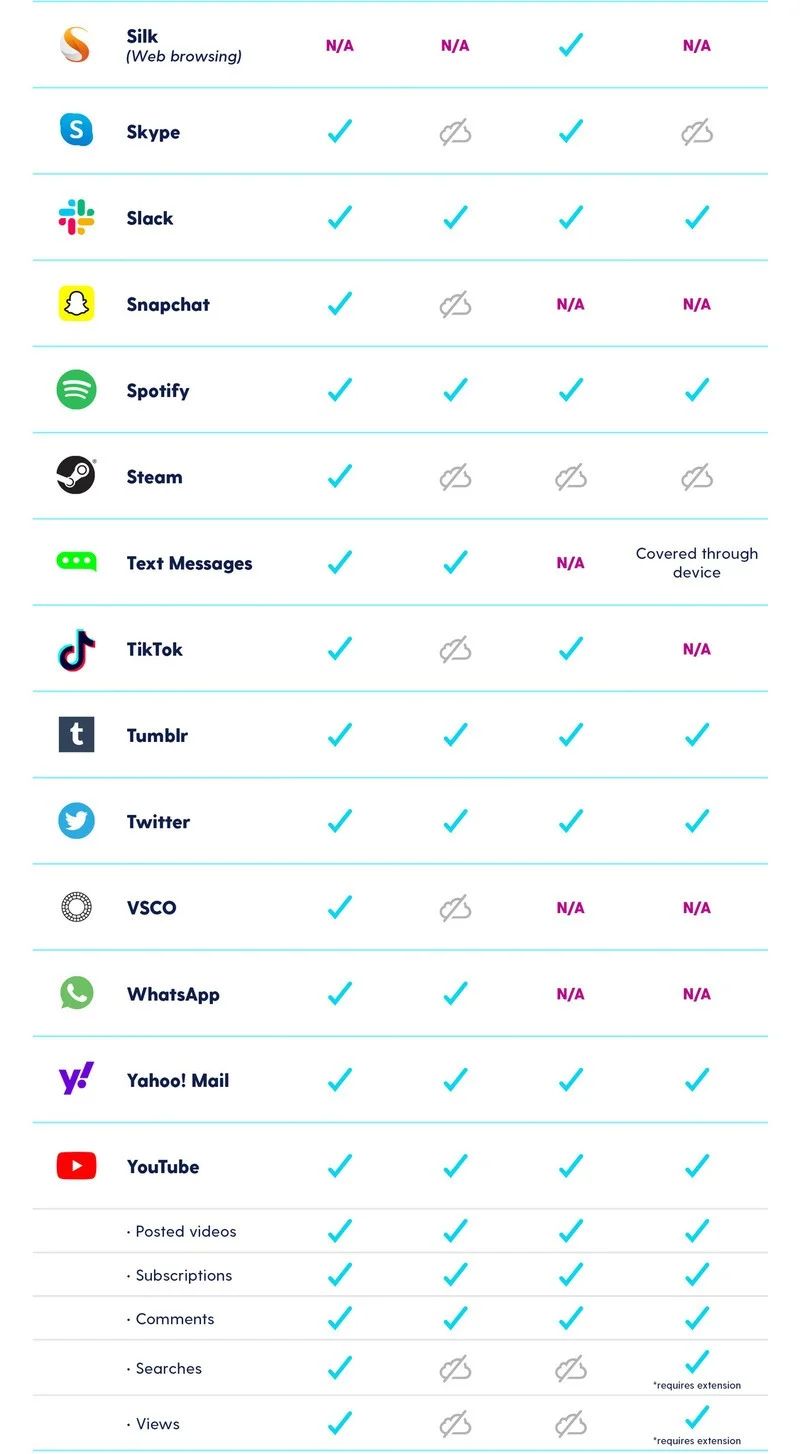 Silk
(Web browsing)
N/A N/A N/A
S
Skype
Slack
Snapchat N/A N/A
Spotify
Steam
Text Messages N/A Covered through
device
TikTok N/A
t
Tumblr
Twitter
VSCO N/A N/A
WhatsApp N/A N/A
y!
Yahoo! Mail
YouTube
· Posted videos
· Subscriptions
· Comments
· Searches
*requires extension
· Views
*requires extension